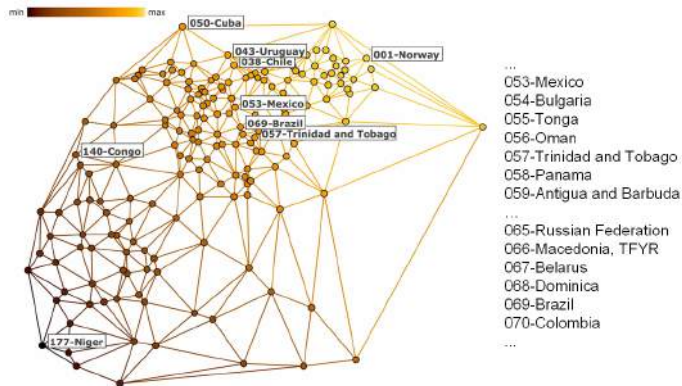 min
max
050-Cuba
043-Uruguay
038-Chile
001-Norway
053-Mexico
069-Brazil
057-Trinidad and Tobago
140-Congo
177-Niger
...
053-Mexico
054-Bulgaria
055-Tonga
056-Oman
057-Trinidad and Tobago
058-Panama
059-Antigua and Barbuda
...
065-Russian Federation
066-Macedonia, TFYR
067-Belarus
068-Dominica
069-Brazil
070-Colombia
...